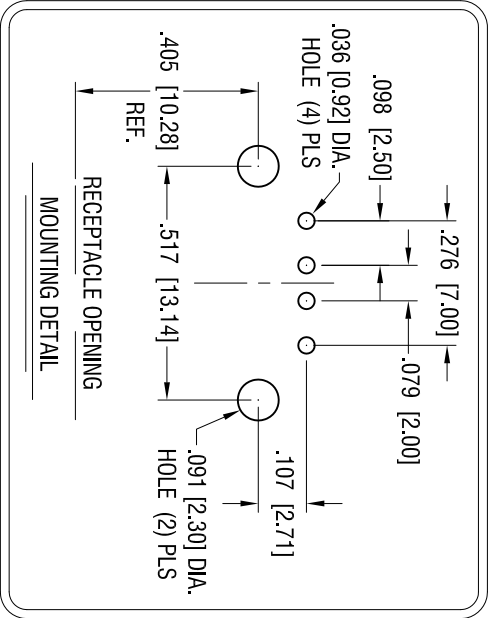 .276 [7.00]
.098 [2.50]
.079 [2.00]
.036 [0.92] DIA.
HOLE (4) PLS
.107 [2.71]
.405 [10.28]
REF.
.517 [13.14]
.091 [2.30] DIA.
HOLE (2) PLS
RECEPTACLE OPENING
MOUNTING DETAIL